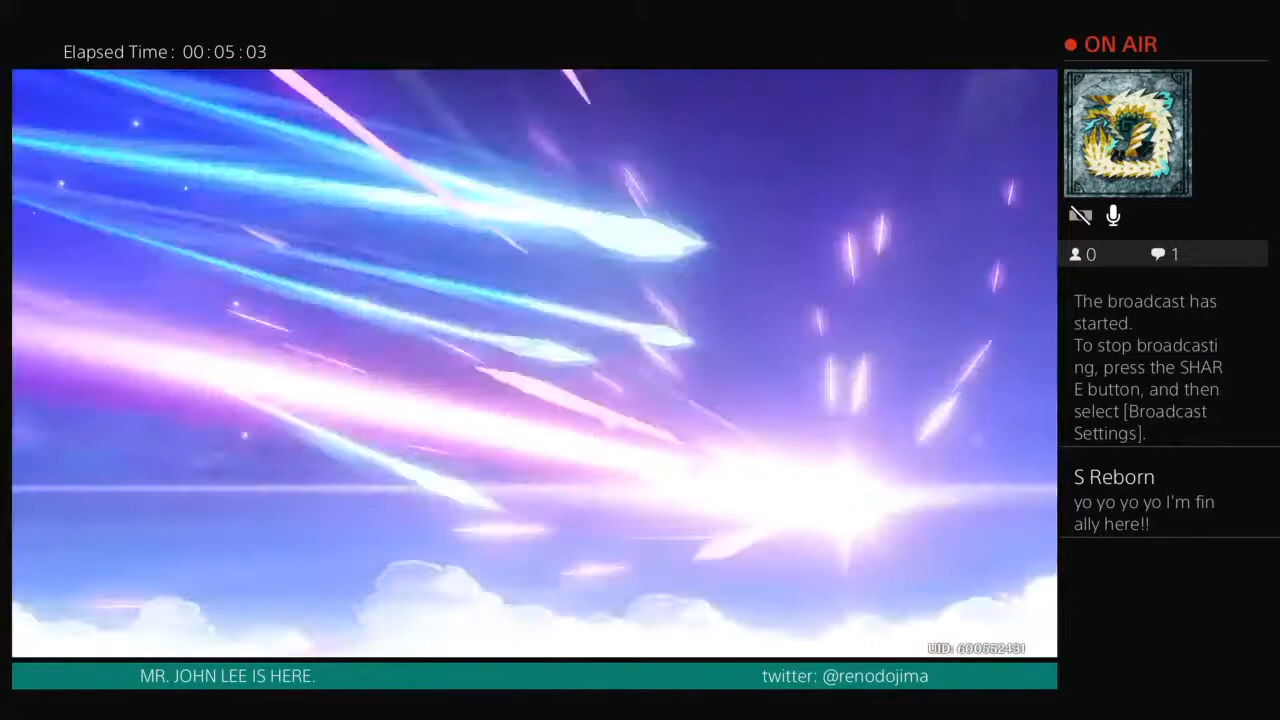 Elapsed Time: 00:05:03
ON AIR
0 1
The broadcast has
started.
To stop broadcasti
ng, press the SHAR
E button, and then
select [Broadcast
Settings].
S Reborn
yo yo yo yo I'm fin
ally here!!
UID: 600552431
MR. JOHN LEE IS HERE.
twitter: @renodojima